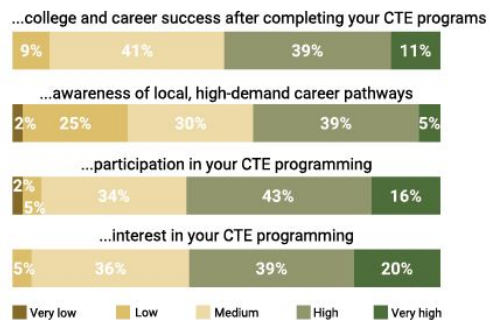 ...college and career success after completing your CTE programs
9% 41% 39% 11%
...awareness of local, high-demand career pathways
2% 25% 30% 39% 5%
...participation in your CTE programming
2% 5% 34% 43% 16%
...interest in your CTE programming
5% 36% 39% 20%
Very low Low Medium High Very high